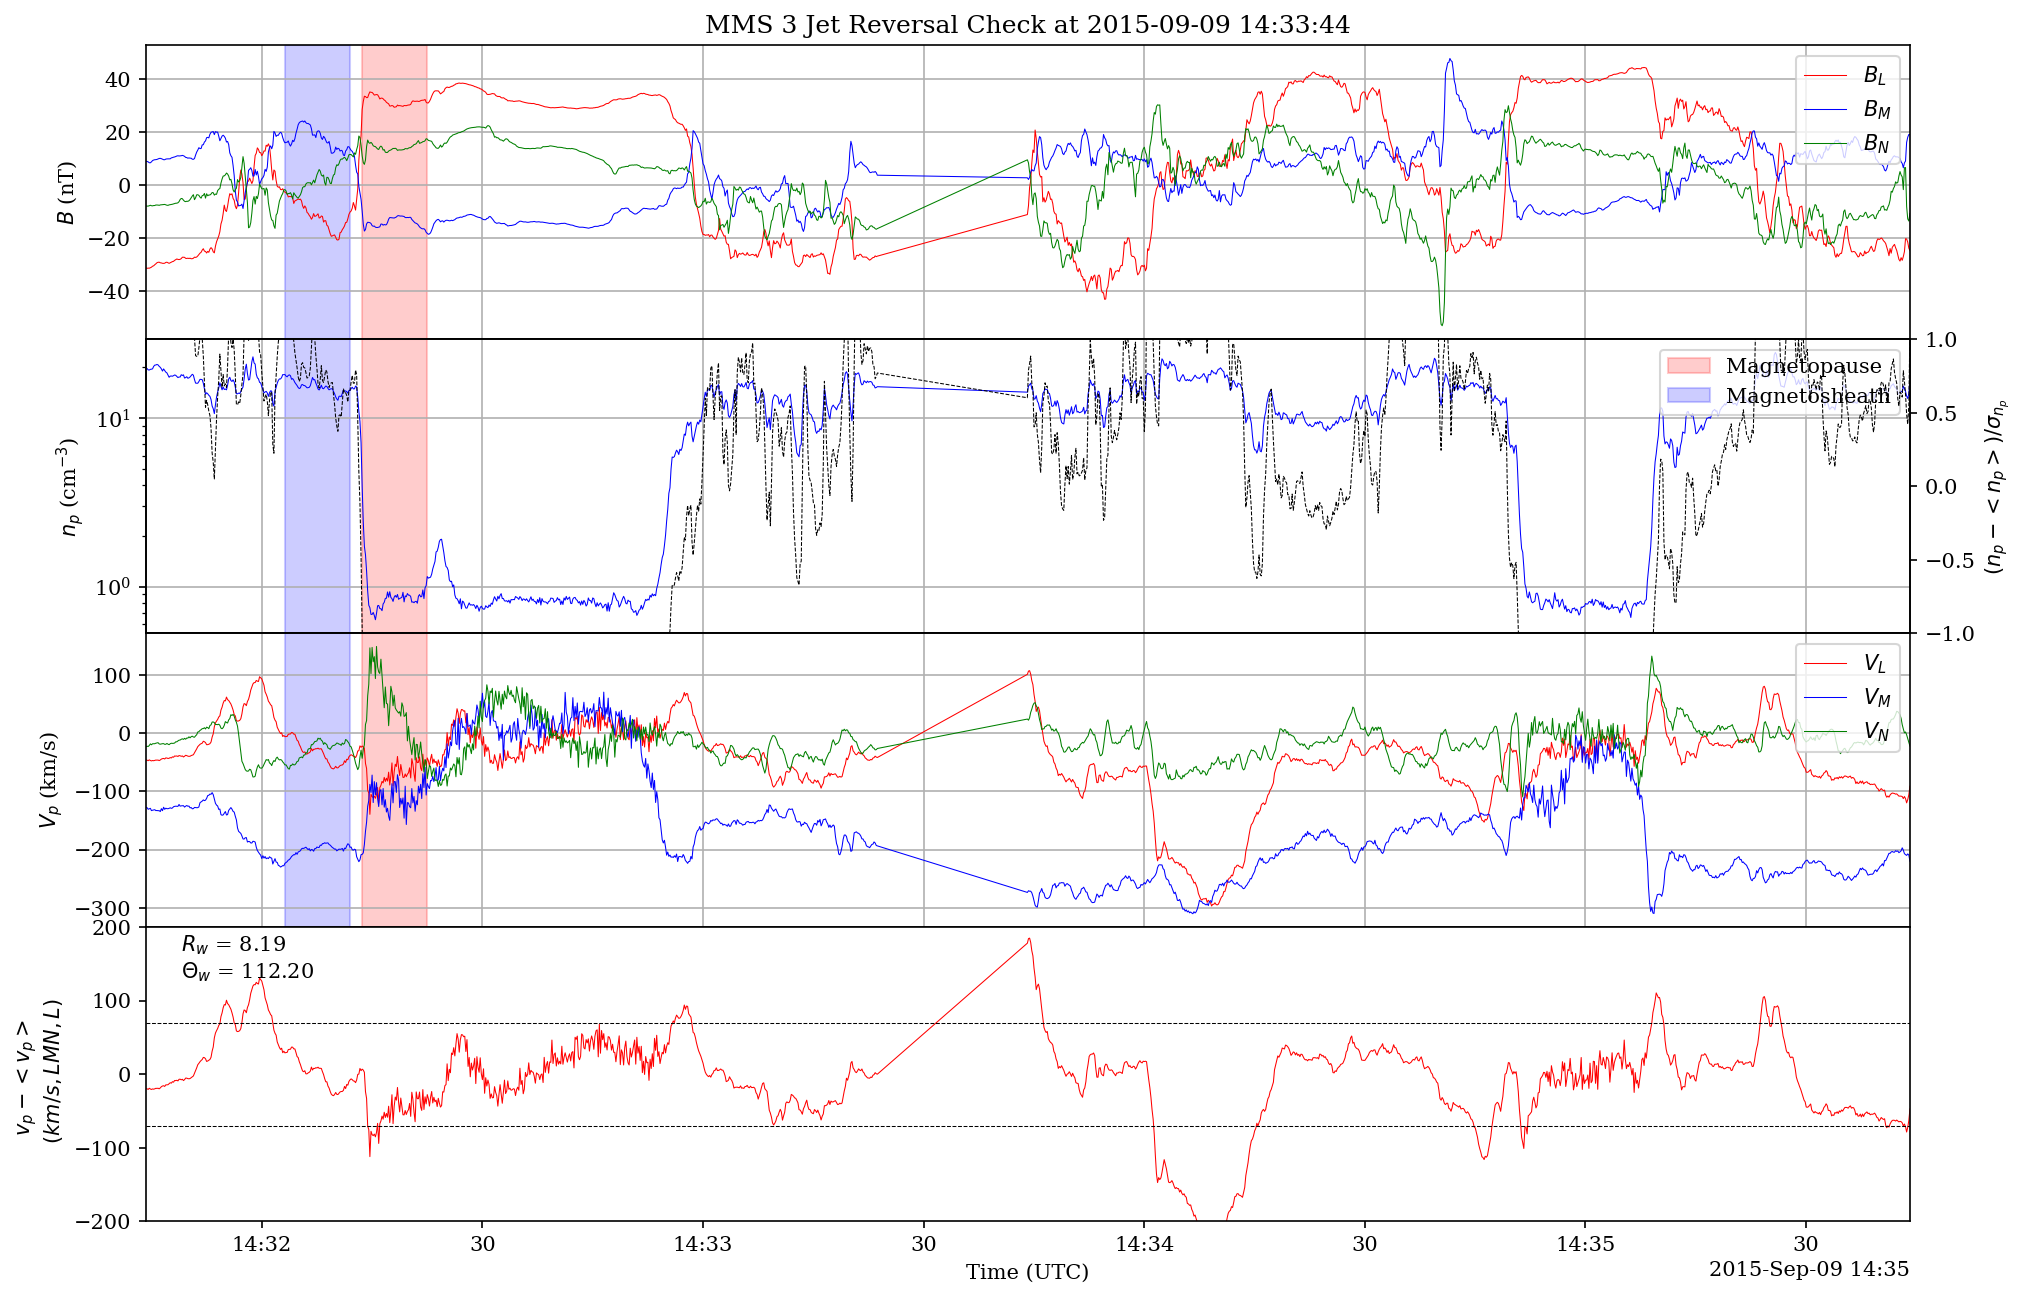 MMS 3 Jet Reversal Check at 2015-09-09 14:33:44
B (nT)
40
20
0
−20
−40
B_L
B_M
B_N
n_p (cm^{−3})
10^1
10^0
Magnetopause
Magnetosheath
1.0
0.5
0.0
−0.5
−1.0
(n_p − < n_p >)/σ_{n_p}
V_p (km/s)
100
0
−100
−200
−300
V_L
V_M
V_N
v_p − < v_p >
(km/s, LMN, L)
200
100
0
−100
−200
R_w = 8.19
Θ_w = 112.20
14:32
30
14:33
30
14:34
30
14:35
30
Time (UTC)
2015-Sep-09 14:35